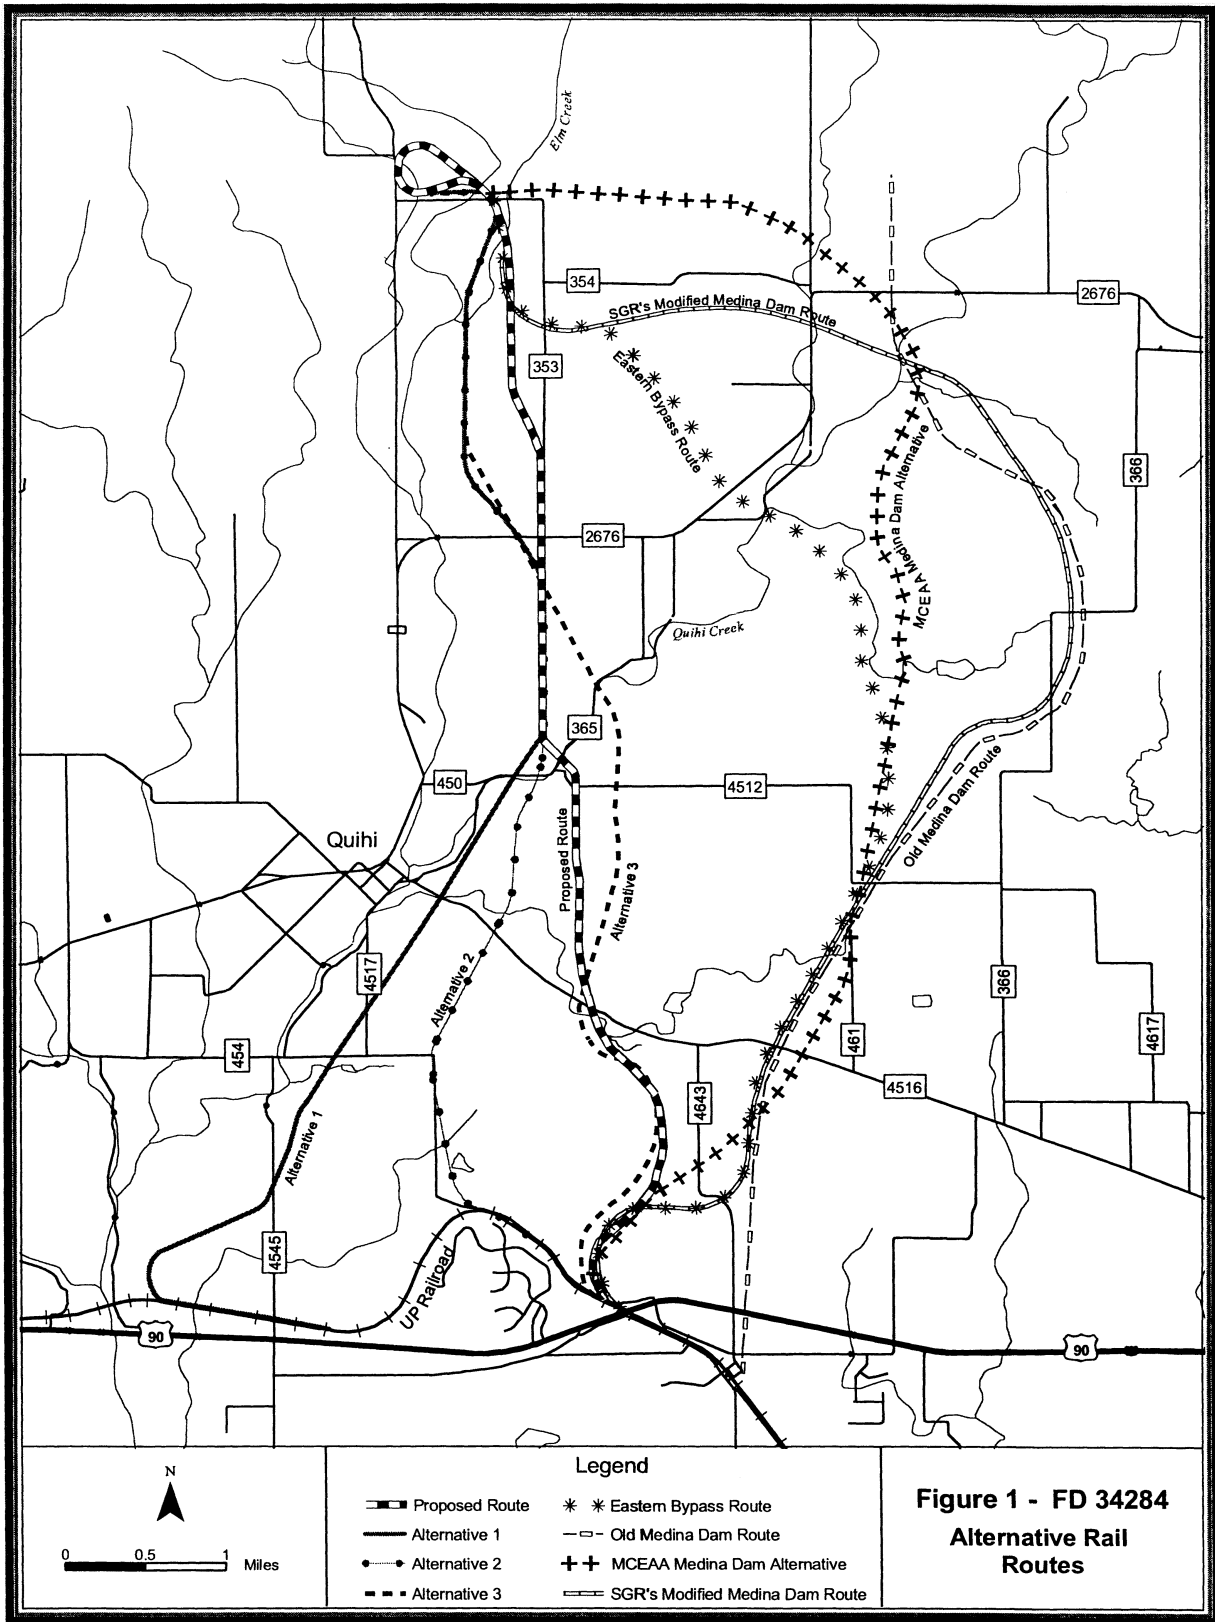 Elm Creek
354
2676
SGR's Modified Medina Dam Route
353
Eastern Bypass Route
MCEAA Medina Dam Alternative
366
2676
Quihi Creek
365
450
4512
Quihi
Proposed Route
Old Medina Dam Route
Alternative 3
Alternative 2
4517
366
454
461
4617
4643
4516
Alternative 1
4545
UP Railroad
90
90
N
0 0.5 1
Miles
Legend
Proposed Route
Alternative 1
Alternative 2
Alternative 3
Eastern Bypass Route
Old Medina Dam Route
MCEAA Medina Dam Alternative
SGR's Modified Medina Dam Route
Figure 1 - FD 34284
Alternative Rail
Routes